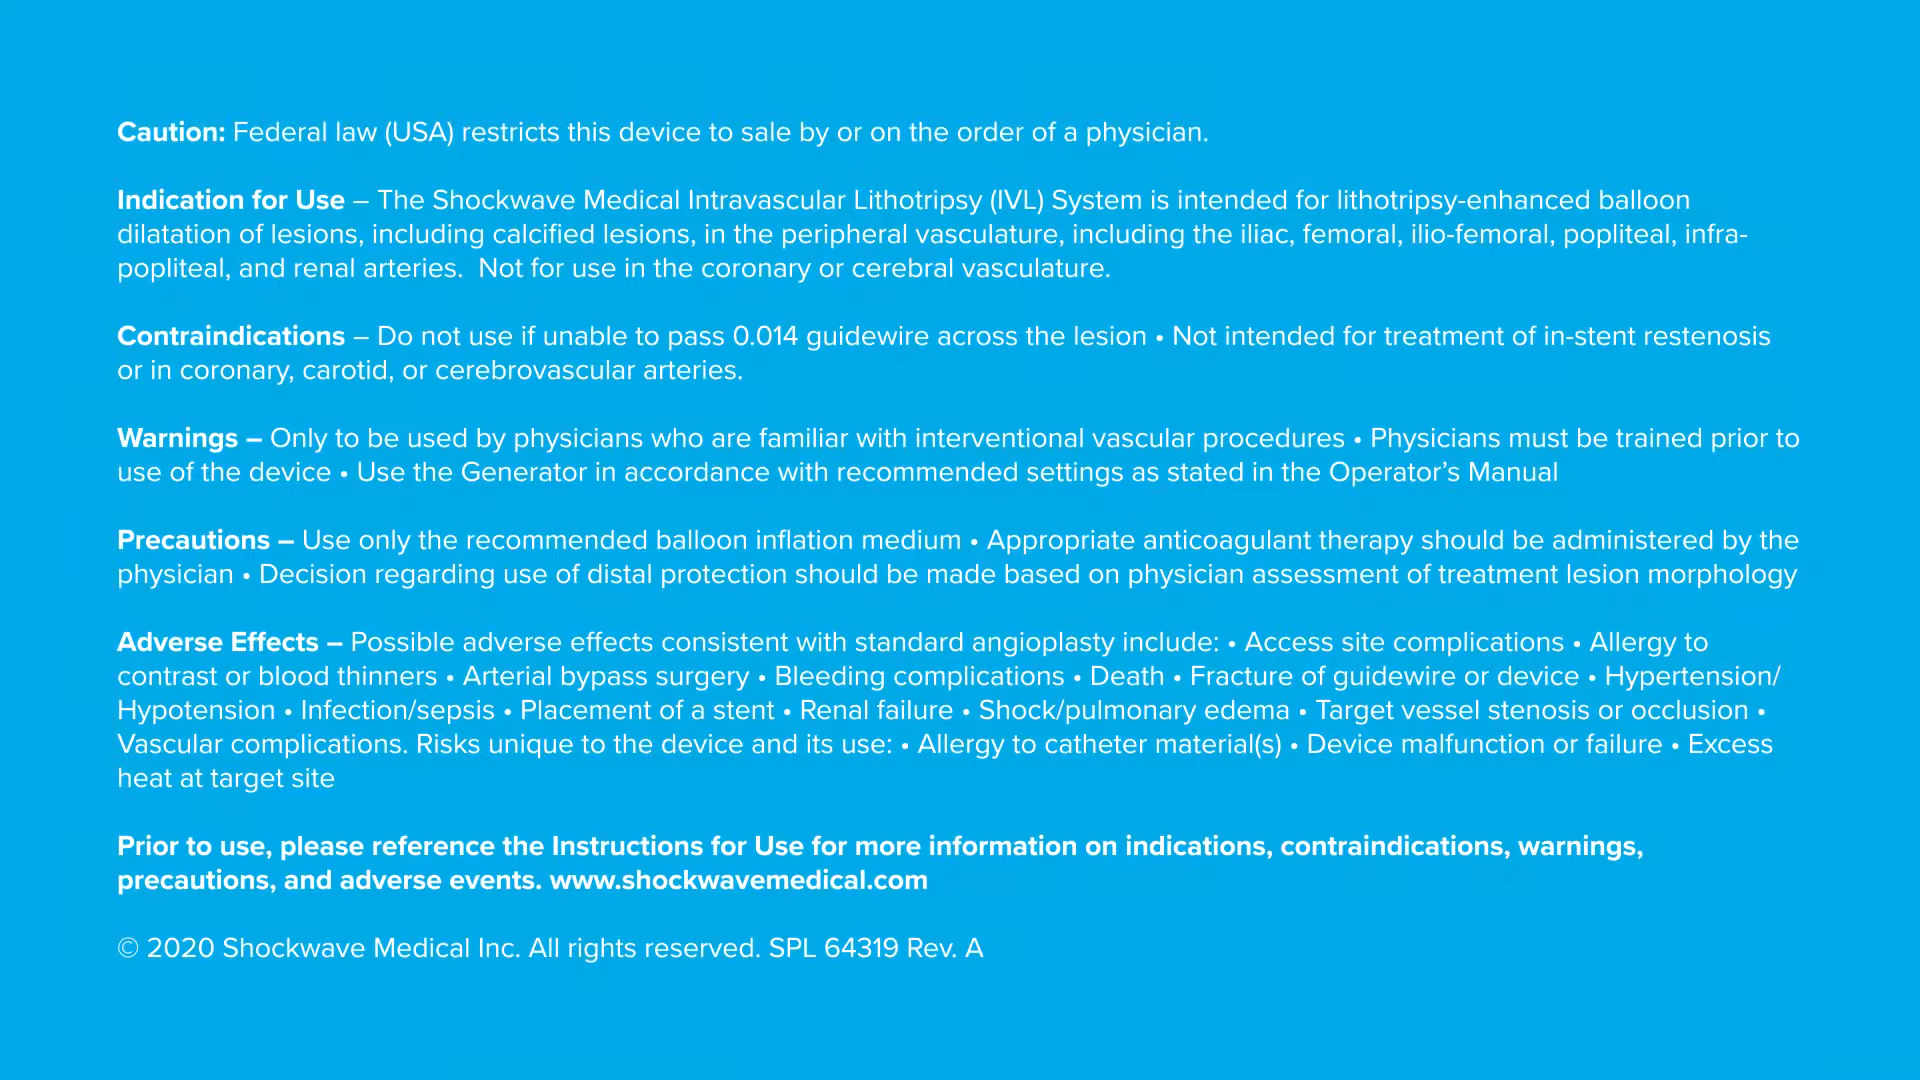 Caution: Federal law (USA) restricts this device to sale by or on the order of a physician.
Indication for Use – The Shockwave Medical Intravascular Lithotripsy (IVL) System is intended for lithotripsy-enhanced balloon
dilatation of lesions, including calcified lesions, in the peripheral vasculature, including the iliac, femoral, ilio-femoral, popliteal, infra-
popliteal, and renal arteries.  Not for use in the coronary or cerebral vasculature.
Contraindications – Do not use if unable to pass 0.014 guidewire across the lesion • Not intended for treatment of in-stent restenosis
or in coronary, carotid, or cerebrovascular arteries.
Warnings – Only to be used by physicians who are familiar with interventional vascular procedures • Physicians must be trained prior to
use of the device • Use the Generator in accordance with recommended settings as stated in the Operator’s Manual
Precautions – Use only the recommended balloon inflation medium • Appropriate anticoagulant therapy should be administered by the
physician • Decision regarding use of distal protection should be made based on physician assessment of treatment lesion morphology
Adverse Effects – Possible adverse effects consistent with standard angioplasty include: • Access site complications • Allergy to
contrast or blood thinners • Arterial bypass surgery • Bleeding complications • Death • Fracture of guidewire or device • Hypertension/
Hypotension • Infection/sepsis • Placement of a stent • Renal failure • Shock/pulmonary edema • Target vessel stenosis or occlusion •
Vascular complications. Risks unique to the device and its use: • Allergy to catheter material(s) • Device malfunction or failure • Excess
heat at target site
Prior to use, please reference the Instructions for Use for more information on indications, contraindications, warnings,
precautions, and adverse events. www.shockwavemedical.com
© 2020 Shockwave Medical Inc. All rights reserved. SPL 64319 Rev. A